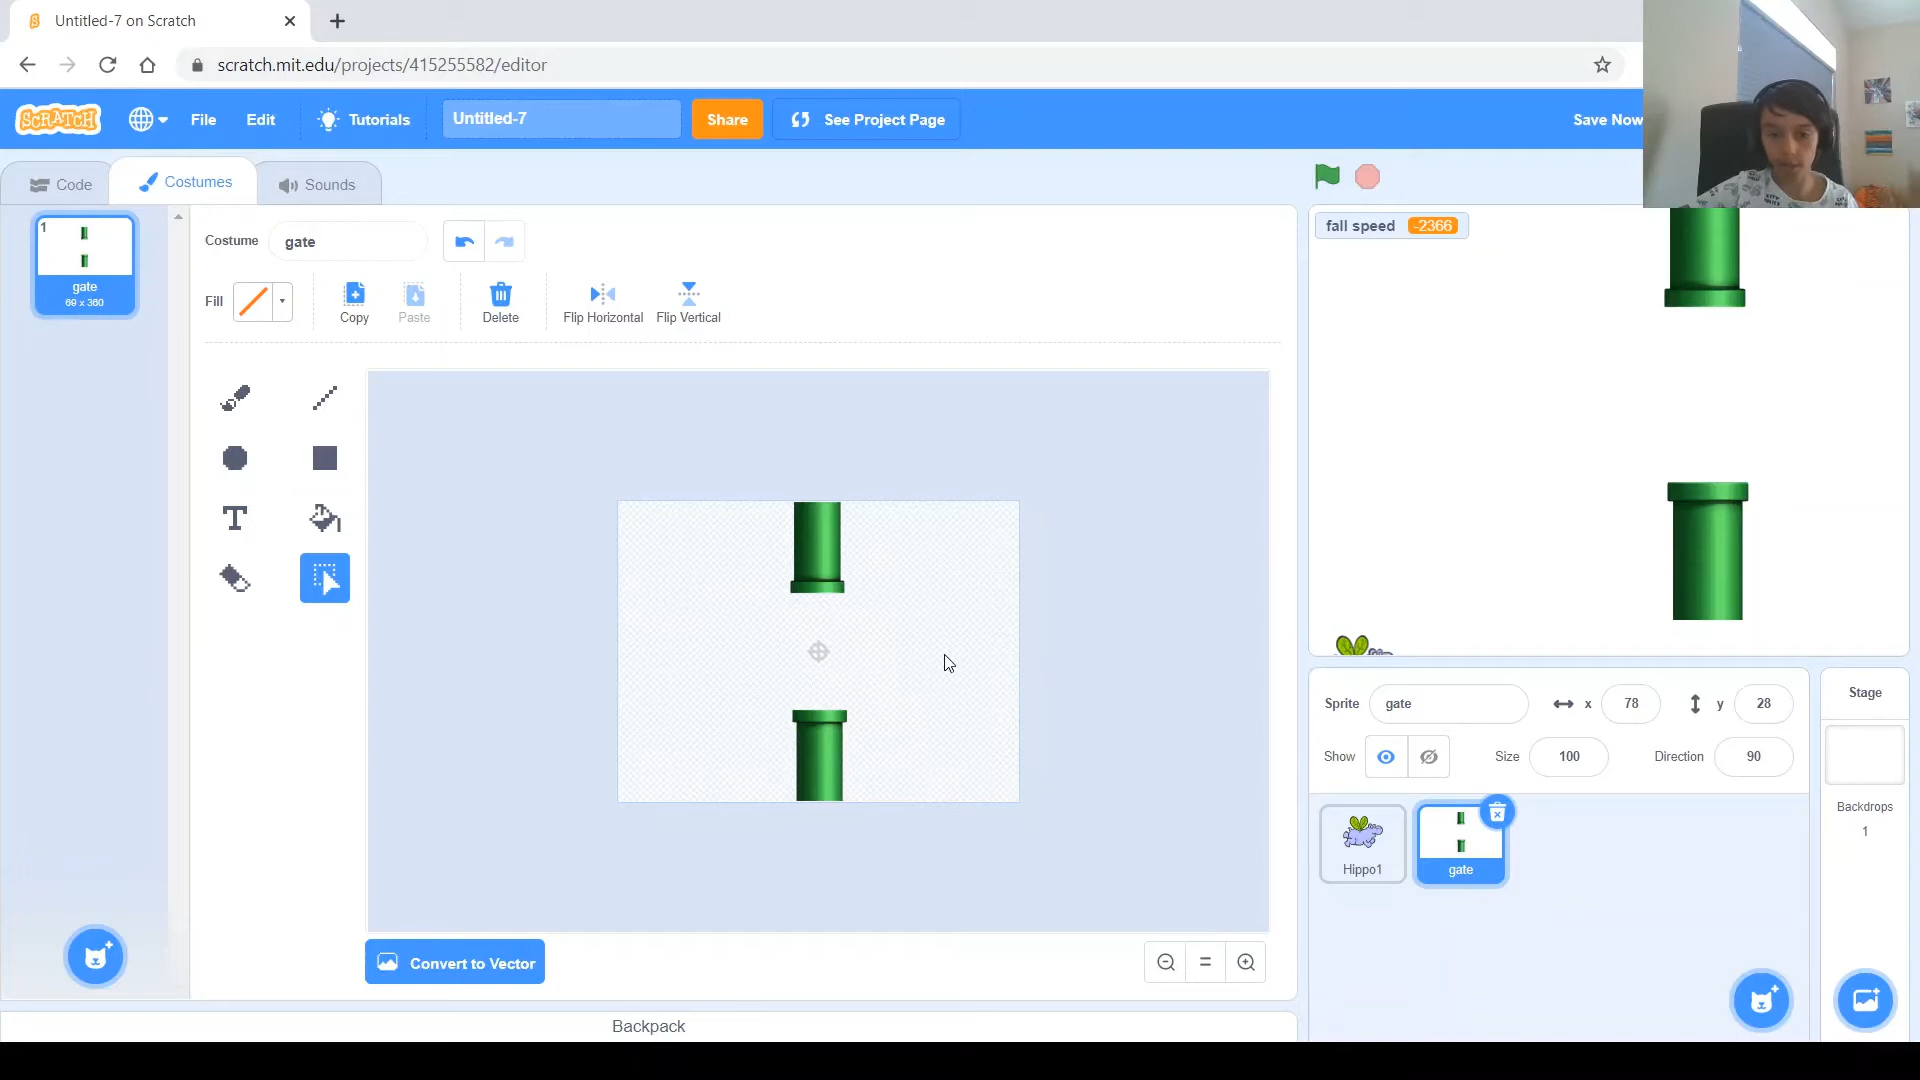 Untitled-7 on Scratch
scratch.mit.edu/projects/415255582/editor
SCRATCH File Edit Tutorials Untitled-7 Share See Project Page Save Now
Code Costumes Sounds
1
gate
69 x 360
Costume gate
Fill Copy Paste Delete Flip Horizontal Flip Vertical
T
Convert to Vector
Backpack
fall speed -2366
Sprite gate x 78 y 28
Show Size 100 Direction 90
Hippo1
gate
Stage
Backdrops
1